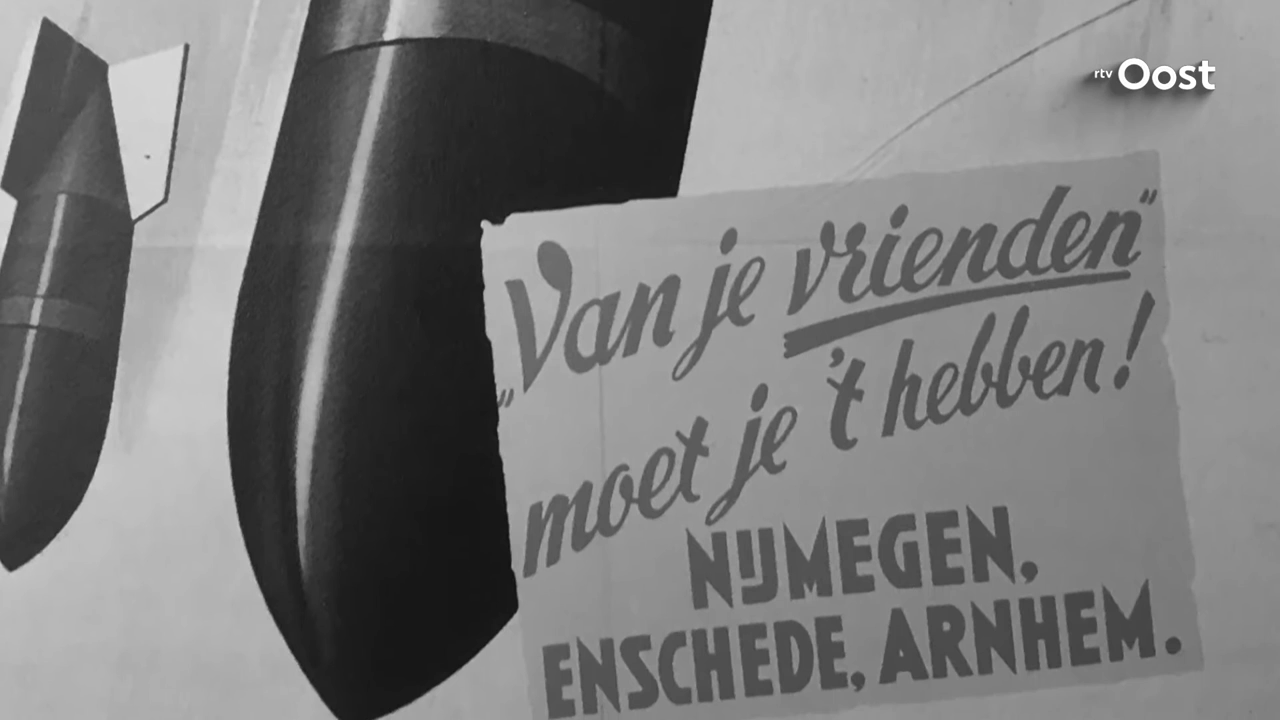 rtv Oost
„Van je vrienden"
moet je 't hebben!
NIJMEGEN,
ENSCHEDE, ARNHEM.